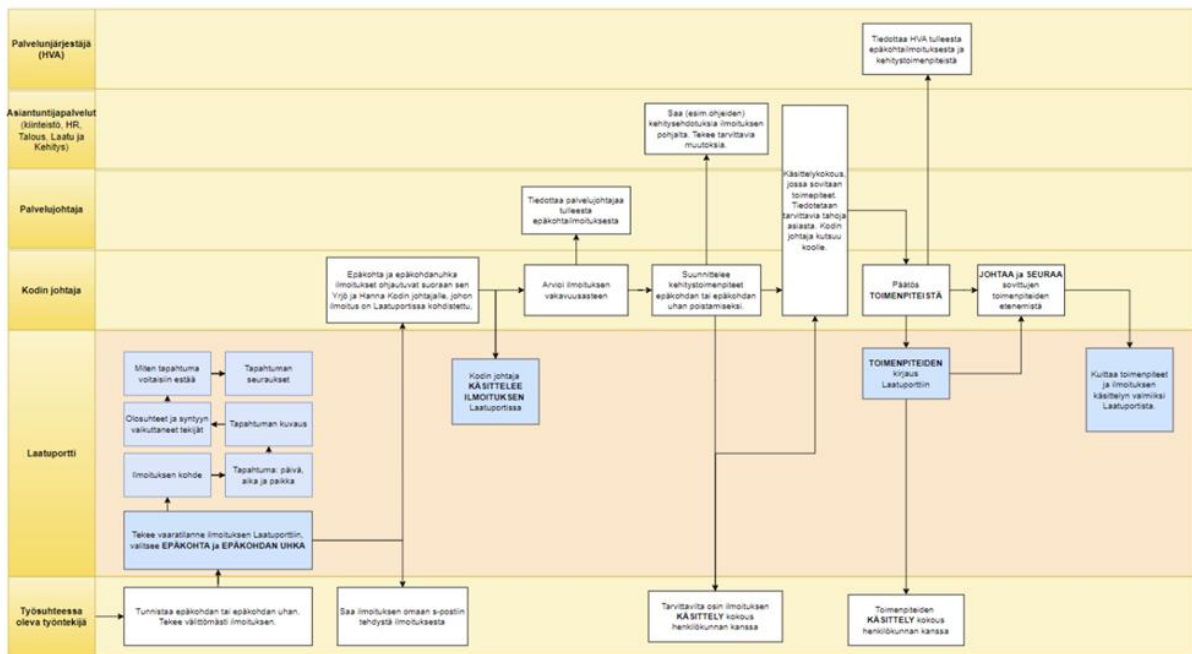 Palvelunjärjestäjä
(HVA)
Tiedottaa HVA tulleesta
epäkohtailmoituksesta ja
kehitystoimenpiteistä
Asiantuntijapalvelut
(kiinteistö, HR,
Talous, Laatu ja
Kehitys)
Saa (esim.ohjeiden)
kehitysehdotuksia ilmoituksen
pohjalta. Tekee tarvittavia
muutoksia.
Käsittelykokous,
jossa sovitaan
toimepiteet.
Tiedotetaan
tarvittavia tahoja
asiasta. Kodin
johtaja kutsuu
koolle.
Palvelujohtaja
Tiedottaa palvelujohtajaa
tulleesta
epäkohtailmoituksesta
Kodin johtaja
Epäkohta ja epäkohdanuhka
ilmoitukset ohjautuvat suoraan sen
Yrjö ja Hanna Kodin johtajalle, johon
ilmoitus on Laatuportissa kohdistettu.
Arvioi ilmoituksen
vakavuusasteen
Suunnittelee
kehitystoimenpiteet
epäkohdan tai epäkohdan
uhan poistamiseksi.
Päätös
TOIMENPITEISTÄ
JOHTAA ja SEURAA
sovittujen
toimenpiteiden
etenemistä
Laatuportti
Miten tapahtuma
voitaisiin estää
Tapahtuman
seuraukset
Olosuhteet ja syntyyn
vaikuttaneet tekijät
Tapahtuman kuvaus
Ilmoituksen kohde
Tapahtuma: päivä,
aika ja paikka
Tekee vaaratilanne ilmoituksen Laatuporttiin,
valitsee EPÄKOHTA ja EPÄKOHDAN UHKA
Kodin johtaja
KÄSITTELEE
ILMOITUKSEN
Laatuportissa
TOIMENPITEIDEN
kirjaus
Laatuporttiin
Kuittaa toimenpiteet
ja ilmoituksen
käsittelyn valmiiksi
Laatuportista.
Työsuhteessa
oleva työntekijä
Tunnistaa epäkohdan tai epäkohdan uhan.
Tekee välittömästi ilmoituksen.
Saa ilmoituksen omaan s-postiin
tehdystä ilmoituksesta
Tarvittavilta osin ilmoituksen
KÄSITTELY kokous
henkilökunnan kanssa
Toimenpiteiden
KÄSITTELY kokous
henkilökunnan kanssa